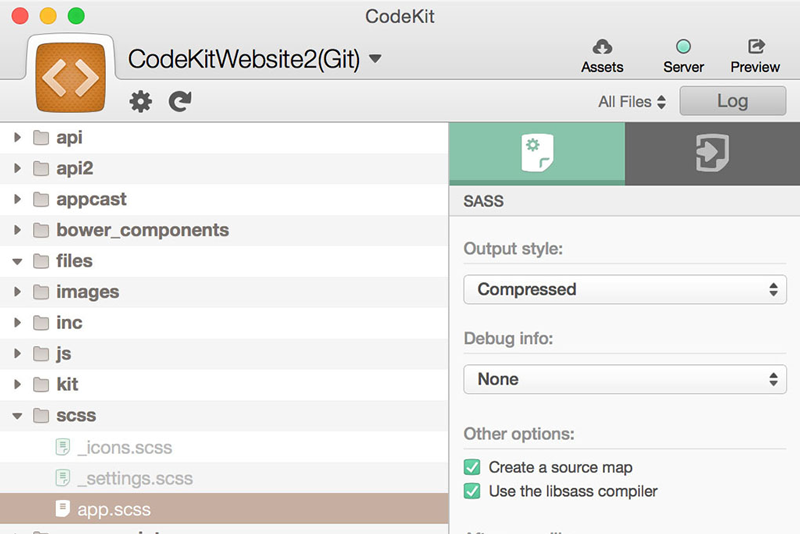 CodeKit
CodeKitWebsite2(Git)
Assets
Server
Preview
All Files
Log
api
api2
appcast
bower_components
files
images
inc
js
kit
scss
_icons.scss
_settings.scss
app.scss
SASS
Output style:
Compressed
Debug info:
None
Other options:
Create a source map
Use the libsass compiler